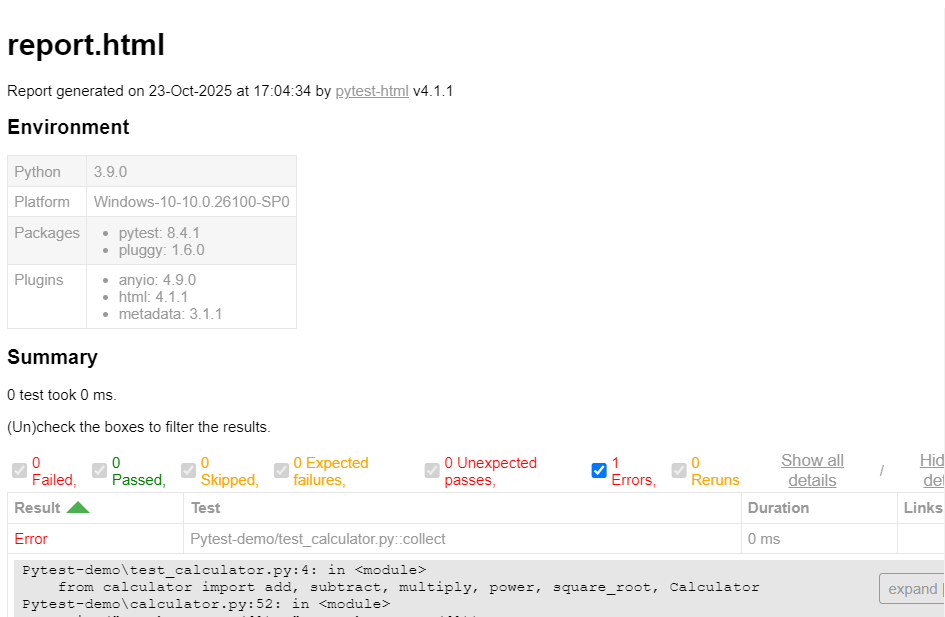 report.html
Report generated on 23-Oct-2025 at 17:04:34 by pytest-html v4.1.1
Environment
Python 3.9.0
Platform Windows-10-10.0.26100-SP0
Packages
pytest: 8.4.1
pluggy: 1.6.0
Plugins
anyio: 4.9.0
html: 4.1.1
metadata: 3.1.1
Summary
0 test took 0 ms.
(Un)check the boxes to filter the results.
0 Failed, 0 Passed, 0 Skipped, 0 Expected failures, 0 Unexpected passes, 1 Errors, 0 Reruns Show all details / Hid det
Result Test Duration Links
Error Pytest-demo/test_calculator.py::collect 0 ms
Pytest-demo\test_calculator.py:4: in <module>
from calculator import add, subtract, multiply, power, square_root, Calculator
expand
Pytest-demo\calculator.py:52: in <module>